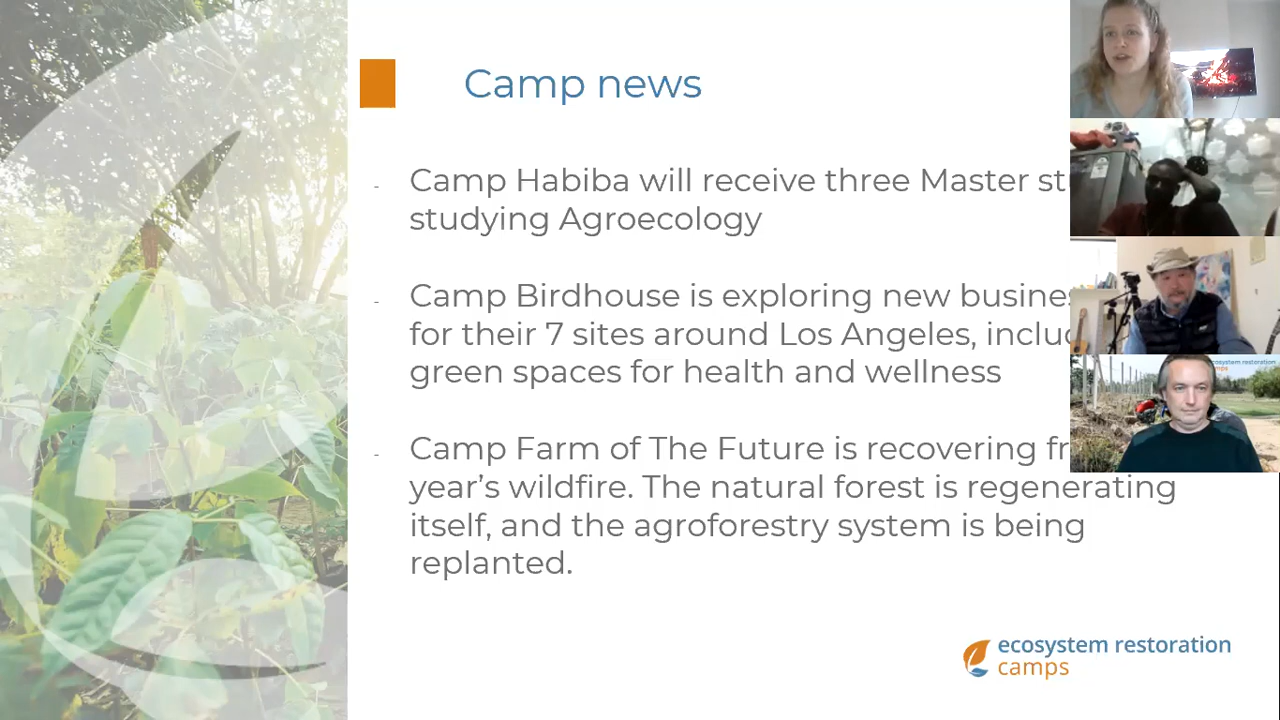 Camp news
- Camp Habiba will receive three Master
studying Agroecology
- Camp Birdhouse is exploring new
for their 7 sites around Los Angeles,
green spaces for health and wellness
- Camp Farm of The Future is recovering
year's wildfire. The natural forest is regenerating
itself, and the agroforestry system is being
replanted.
ecosystem restoration
camps
ecosystem restoration